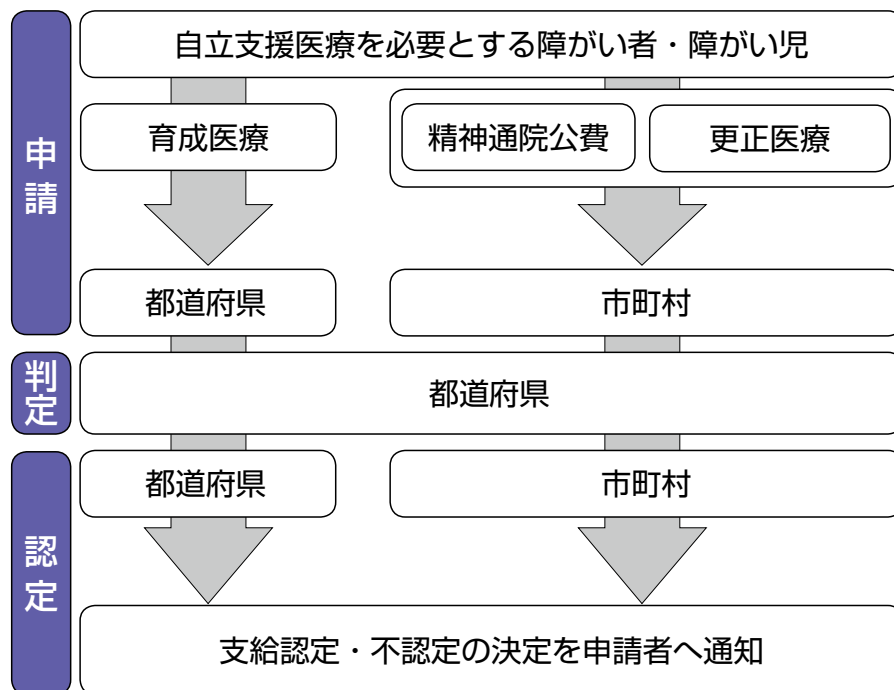 申請
自立支援医療を必要とする障がい者・障がい児
育成医療
精神通院公費
更正医療
都道府県
市町村
判定
都道府県
認定
都道府県
市町村
支給認定・不認定の決定を申請者へ通知